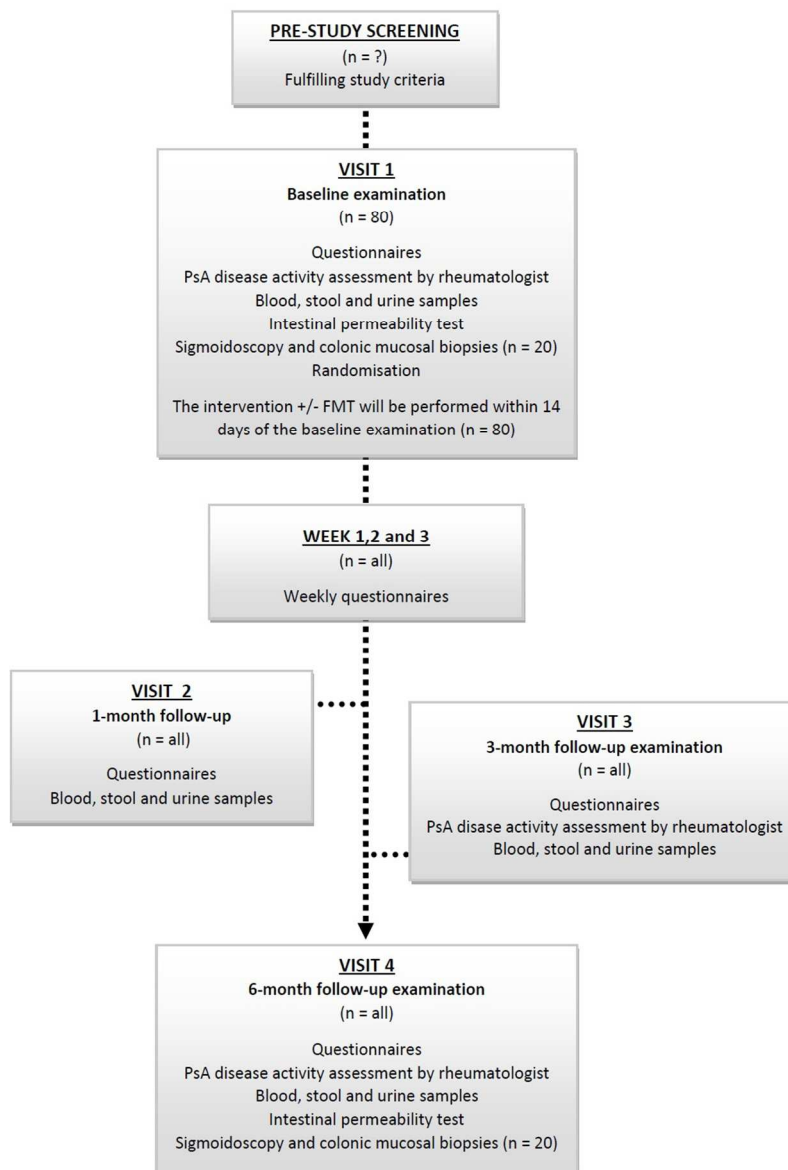 PRE-STUDY SCREENING
(n = ?)
Fulfilling study criteria
VISIT 1
Baseline examination
(n = 80)
Questionnaires
PsA disease activity assessment by rheumatologist
Blood, stool and urine samples
Intestinal permeability test
Sigmoidoscopy and colonic mucosal biopsies (n = 20)
Randomisation
The intervention +/- FMT will be performed within 14
days of the baseline examination (n = 80)
WEEK 1,2 and 3
(n = all)
Weekly questionnaires
VISIT 2
1-month follow-up
(n = all)
Questionnaires
Blood, stool and urine samples
VISIT 3
3-month follow-up examination
(n = all)
Questionnaires
PsA disase activity assessment by rheumatologist
Blood, stool and urine samples
VISIT 4
6-month follow-up examination
(n = all)
Questionnaires
PsA disease activity assessment by rheumatologist
Blood, stool and urine samples
Intestinal permeability test
Sigmoidoscopy and colonic mucosal biopsies (n = 20)